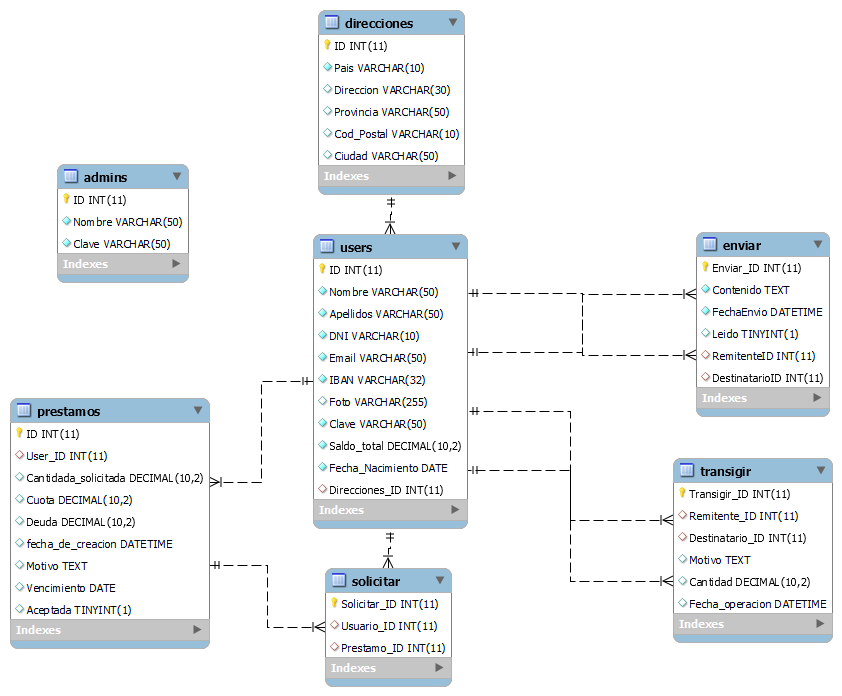 direcciones
ID INT(11)
Pais VARCHAR(10)
Direccion VARCHAR(30)
Provincia VARCHAR(50)
Cod_Postal VARCHAR(10)
Ciudad VARCHAR(50)
Indexes
admins
ID INT(11)
Nombre VARCHAR(50)
Clave VARCHAR(50)
Indexes
users
ID INT(11)
Nombre VARCHAR(50)
Apellidos VARCHAR(50)
DNI VARCHAR(10)
Email VARCHAR(50)
IBAN VARCHAR(32)
Foto VARCHAR(255)
Clave VARCHAR(50)
Saldo_total DECIMAL(10,2)
Fecha_Nacimiento DATE
Direcciones_ID INT(11)
Indexes
enviar
Enviar_ID INT(11)
Contenido TEXT
FechaEnvio DATETIME
Leido TINYINT(1)
RemitenteID INT(11)
DestinatarioID INT(11)
Indexes
prestamos
ID INT(11)
User_ID INT(11)
Cantidada_solicitada DECIMAL(10,2)
Cuota DECIMAL(10,2)
Deuda DECIMAL(10,2)
fecha_de_creacion DATETIME
Motivo TEXT
Vencimiento DATE
Aceptada TINYINT(1)
Indexes
transigir
Transigir_ID INT(11)
Remitente_ID INT(11)
Destinatario_ID INT(11)
Motivo TEXT
Cantidad DECIMAL(10,2)
Fecha_operacion DATETIME
Indexes
solicitar
Solicitar_ID INT(11)
Usuario_ID INT(11)
Prestamo_ID INT(11)
Indexes